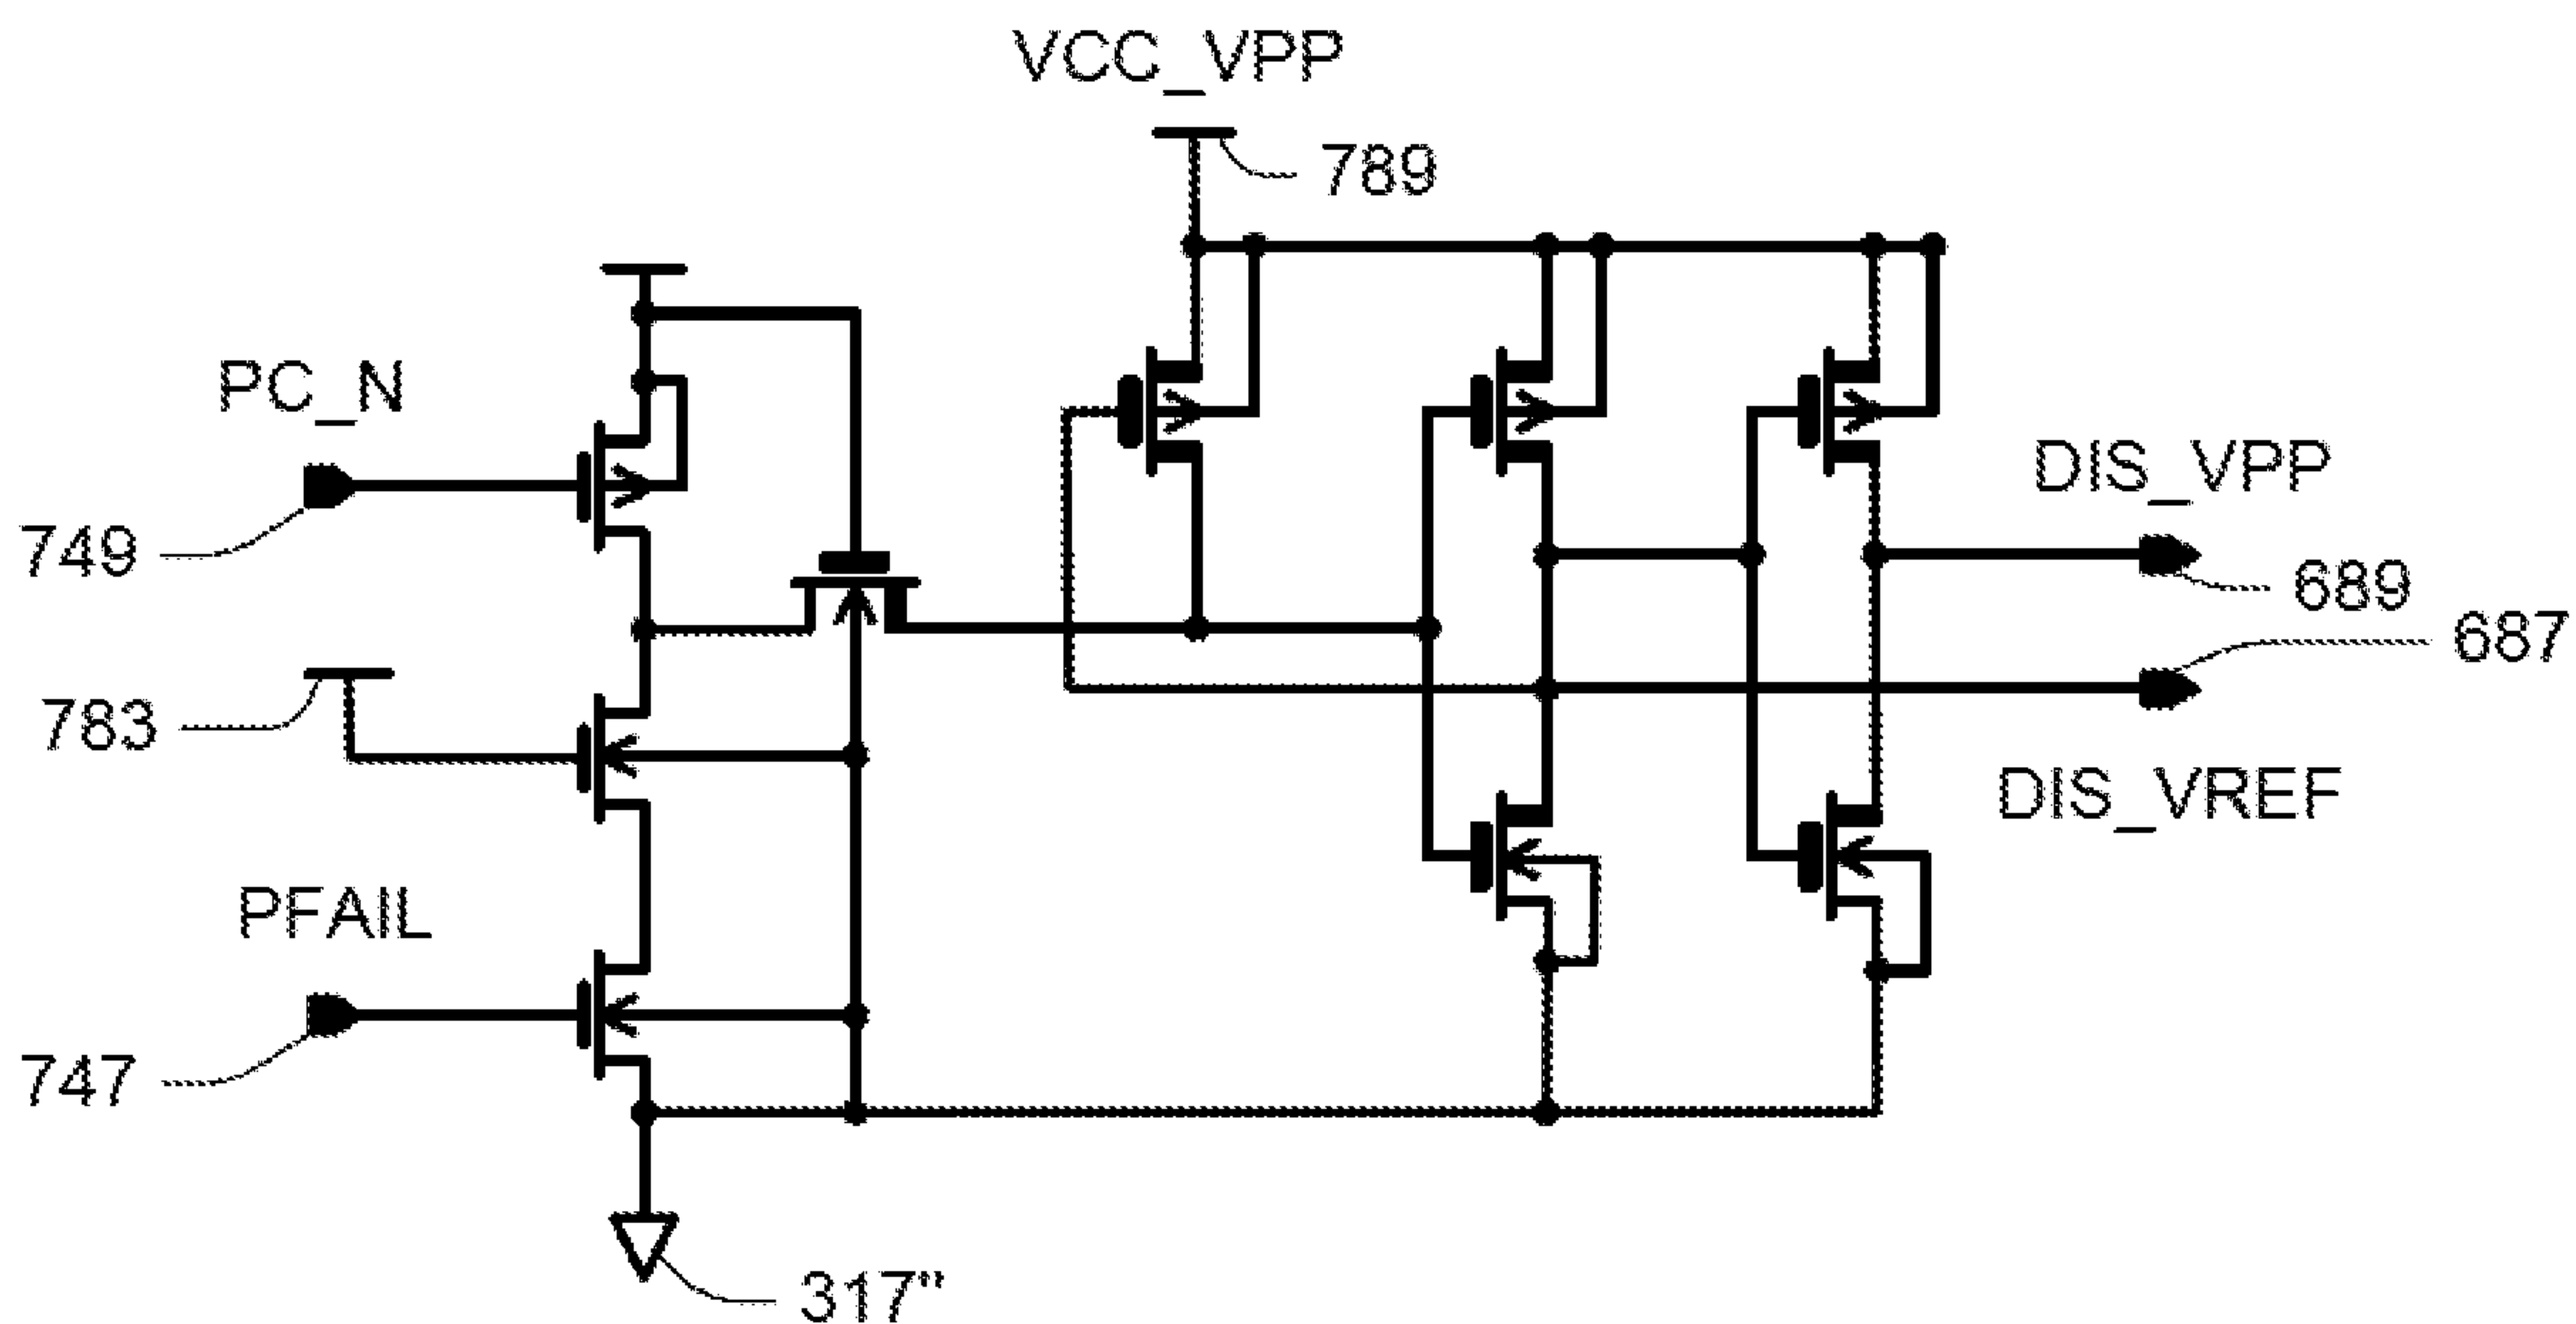 VCC_VPP
789
PC_N
749
DIS_VPP
689
687
783
DIS_VREF
PFAIL
747
317"